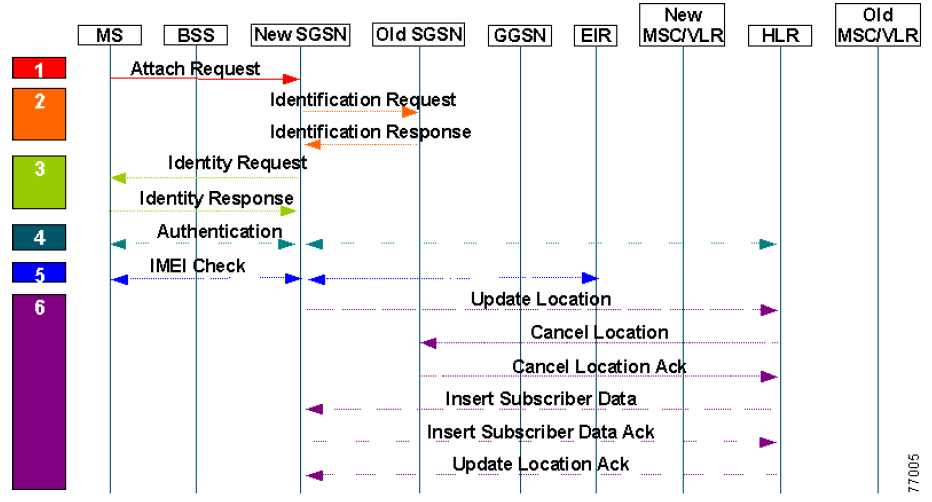 MS
BSS
New SGSN
Old SGSN
GGSN
EIR
New
MSC/VLR
HLR
Old
MSC/VLR
1
Attach Request
2
Identification Request
Identification Response
3
Identity Request
Identity Response
4
Authentication
5
IMEI Check
6
Update Location
Cancel Location
Cancel Location Ack
Insert Subscriber Data
Insert Subscriber Data Ack
Update Location Ack
77005